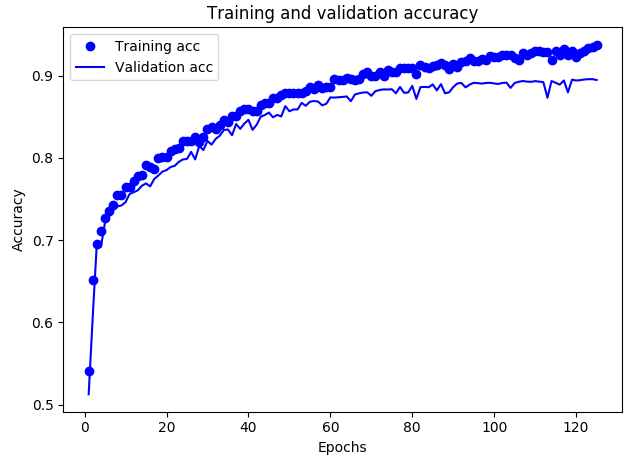 Training and validation accuracy
Training acc
Validation acc
0.9
0.8
0.7
0.6
0.5
Accuracy
0 20 40 60 80 100 120
Epochs